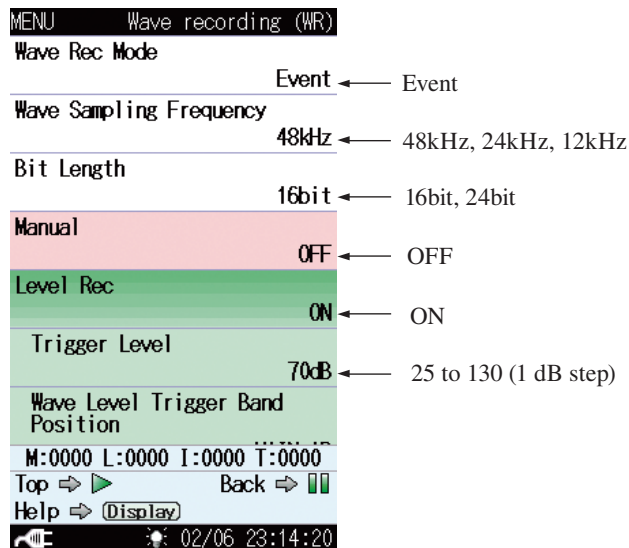 MENU Wave recording (WR)
Wave Rec Mode
Event
Event
Wave Sampling Frequency
48kHz
48kHz, 24kHz, 12kHz
Bit Length
16bit
16bit, 24bit
Manual
OFF
OFF
Level Rec
ON
ON
Trigger Level
70dB
25 to 130 (1 dB step)
Wave Level Trigger Band
Position
M:0000 L:0000 I:0000 T:0000
Top ⇨ ▷ Back ⇨
Help ⇨ (Display)
02/06 23:14:20